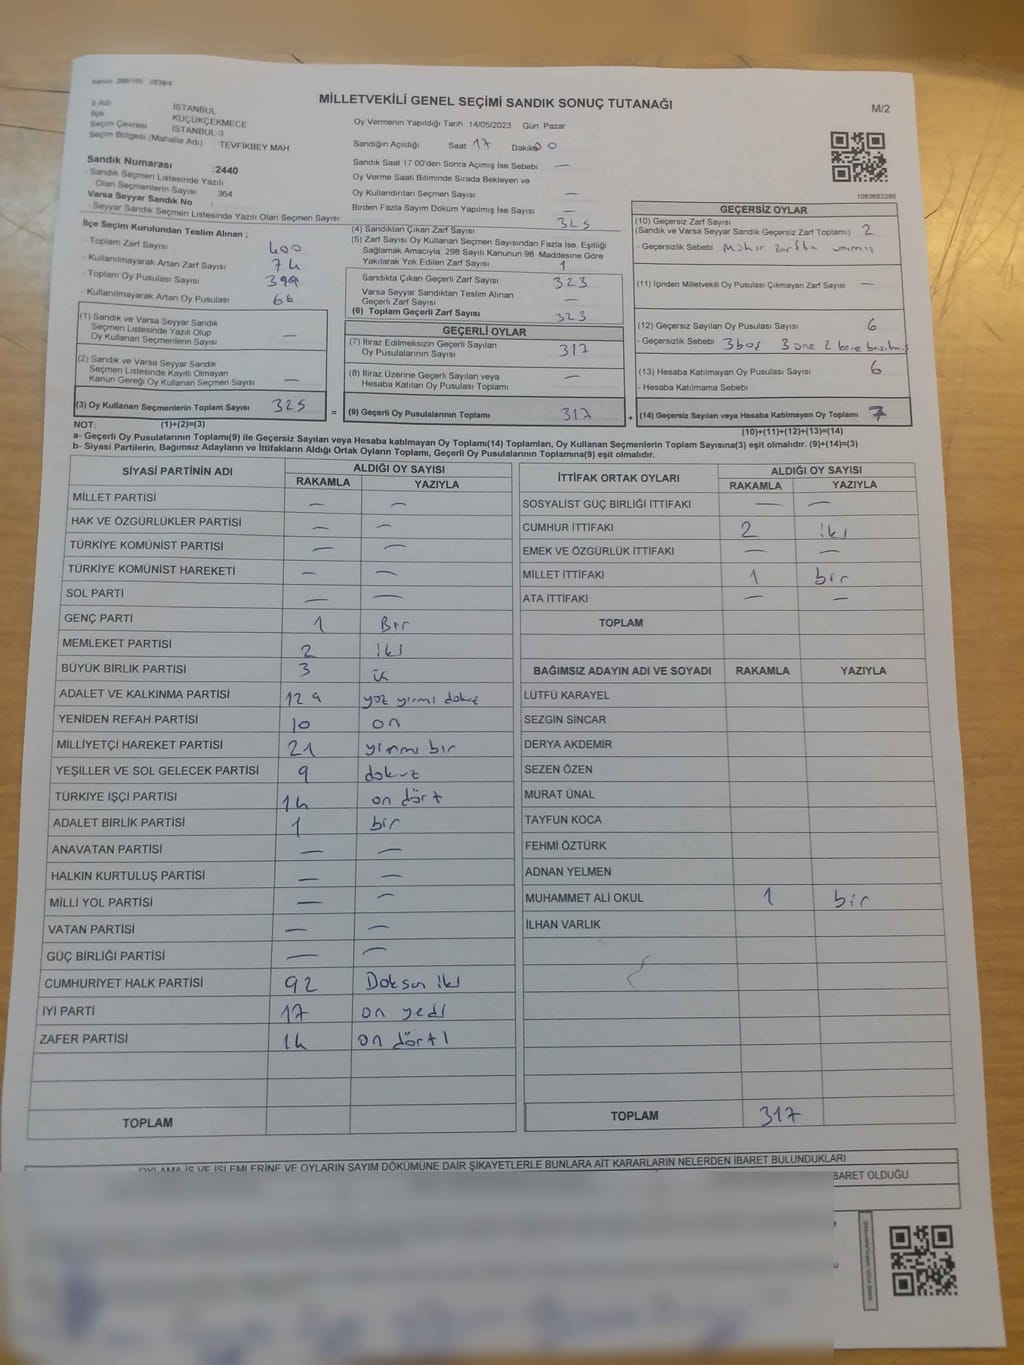 Kanun: 298/105 , 2839/4
MİLLETVEKİLİ GENEL SEÇİMİ SANDIK SONUÇ TUTANAĞI
M/2
İl Adı İSTANBUL
İlçe KÜÇÜKÇEKMECE
Seçim Çevresi İSTANBUL-3
Seçim Bölgesi (Mahalle Adı) TEVFİKBEY MAH
Sandık Numarası :2440
- Sandık Seçmen Listesinde Yazılı
Olan Seçmenlerin Sayısı 364
Varsa Seyyar Sandık No :
- Seyyar Sandık Seçmen Listesinde Yazılı Olan Seçmen Sayısı
Oy Vermenin Yapıldığı Tarih :14/05/2023 Gün: Pazar
Sandığın Açıldığı Saat 17 Dakika 00
Sandık Saat 17:00'den Sonra Açımış İse Sebebi —
Oy Verme Saati Bitiminde Sırada Bekleyen ve
Oy Kullandırılan Seçmen Sayısı —
Birden Fazla Sayım Döküm Yapılmış İse Sayısı —
1083683290
İlçe Seçim Kurulundan Teslim Alınan ;
- Toplam Zarf Sayısı 400
- Kullanılmayarak Artan Zarf Sayısı 74
- Toplam Oy Pusulası Sayısı 399
- Kullanılmayarak Artan Oy Pusulası 66
(1) Sandık ve Varsa Seyyar Sandık
Seçmen Listesinde Yazılı Olup
Oy Kullanan Seçmenlerin Sayısı —
(2) Sandık ve Varsa Seyyar Sandık
Seçmen Listesinde Kayıtlı Olmayan
Kanun Gereği Oy Kullanan Seçmen Sayısı —
(3) Oy Kullanan Seçmenlerin Toplam Sayısı 325
(4) Sandıktan Çıkan Zarf Sayısı 325
(5) Zarf Sayısı Oy Kullanan Seçmen Sayısından Fazla İse, Eşitliği
Sağlamak Amacıyla, 298 Sayılı Kanunun 98. Maddesine Göre
Yakılarak Yok Edilen Zarf Sayısı 1
Sandıkta Çıkan Geçerli Zarf Sayısı 323
Varsa Seyyar Sandıktan Teslim Alınan
Geçerli Zarf Sayısı —
(6) Toplam Geçerli Zarf Sayısı 323
GEÇERLİ OYLAR
(7) İtiraz Edilmeksizin Geçerli Sayılan
Oy Pusulalarının Sayısı 317
(8) İtiraz Üzerine Geçerli Sayılan veya
Hesaba Katılan Oy Pusulası Toplamı —
= (9) Geçerli Oy Pusulalarının Toplamı 317
GEÇERSİZ OYLAR
(10) Geçersiz Zarf Sayısı
(Sandık ve Varsa Seyyar Sandık Geçersiz Zarf Toplamı) 2
- Geçersizlik Sebebi Mühür zarfta
(11) İçinden Milletvekili Oy Pusulası Çıkmayan Zarf Sayısı —
(12) Geçersiz Sayılan Oy Pusulası Sayısı 6
- Geçersizlik Sebebi 3 boş 3 2 kere
(13) Hesaba Katılmayan Oy Pusulası Sayısı 6
- Hesaba Katılmama Sebebi
+ (14) Geçersiz Sayılan veya Hesaba Katılmayan Oy Toplamı 7
NOT: (1)+(2)=(3)
(10)+(11)+(12)+(13)=(14)
a- Geçerli Oy Pusulalarının Toplamı(9) ile Geçersiz Sayılan veya Hesaba katılmayan Oy Toplamı(14) Toplamları, Oy Kullanan Seçmenlerin Toplam Sayısına(3) eşit olmalıdır. (9)+(14)=(3)
b- Siyasi Partilerin, Bağımsız Adayların ve İttifakların Aldığı Ortak Oyların Toplamı, Geçerli Oy Pusulalarının Toplamına(9) eşit olmalıdır.
SİYASİ PARTİNİN ADI ALDIĞI OY SAYISI
RAKAMLA YAZIYLA
MİLLET PARTİSİ — —
HAK VE ÖZGÜRLÜKLER PARTİSİ — —
TÜRKİYE KOMÜNİST PARTİSİ — —
TÜRKİYE KOMÜNİST HAREKETİ — —
SOL PARTİ — —
GENÇ PARTİ 1 Bir
MEMLEKET PARTİSİ 2 iki
BÜYÜK BİRLİK PARTİSİ 3 üç
ADALET VE KALKINMA PARTİSİ 129 yüz yirmi dokuz
YENİDEN REFAH PARTİSİ 10 on
MİLLİYETÇİ HAREKET PARTİSİ 21 yirmi bir
YEŞİLLER VE SOL GELECEK PARTİSİ 9 dokuz
TÜRKİYE İŞÇİ PARTİSİ 14 on dört
ADALET BİRLİK PARTİSİ 1 bir
ANAVATAN PARTİSİ — —
HALKIN KURTULUŞ PARTİSİ — —
MİLLİ YOL PARTİSİ — —
VATAN PARTİSİ — —
GÜÇ BİRLİĞİ PARTİSİ — —
CUMHURİYET HALK PARTİSİ 92 Doksan iki
İYİ PARTİ 17 on yedi
ZAFER PARTİSİ 14 on dört
TOPLAM
İTTİFAK ORTAK OYLARI ALDIĞI OY SAYISI
RAKAMLA YAZIYLA
SOSYALİST GÜÇ BİRLİĞİ İTTİFAKI — —
CUMHUR İTTİFAKI 2 iki
EMEK VE ÖZGÜRLÜK İTTİFAKI — —
MİLLET İTTİFAKI 1 bir
ATA İTTİFAKI — —
TOPLAM
BAĞIMSIZ ADAYIN ADI VE SOYADI RAKAMLA YAZIYLA
LÜTFÜ KARAYEL
SEZGİN SİNCAR
DERYA AKDEMİR
SEZEN ÖZEN
MURAT ÜNAL
TAYFUN KOCA
FEHMİ ÖZTÜRK
ADNAN YELMEN
MUHAMMET ALİ OKUL 1 bir
İLHAN VARLIK
TOPLAM 317
OYLAMA İŞ VE İŞLEMLERİNE VE OYLARIN SAYIM DÖKÜMÜNE DAİR ŞİKAYETLERLE BUNLARA AİT KARARLARIN NELERDEN İBARET BULUNDUKLARI
BARET OLDUĞU